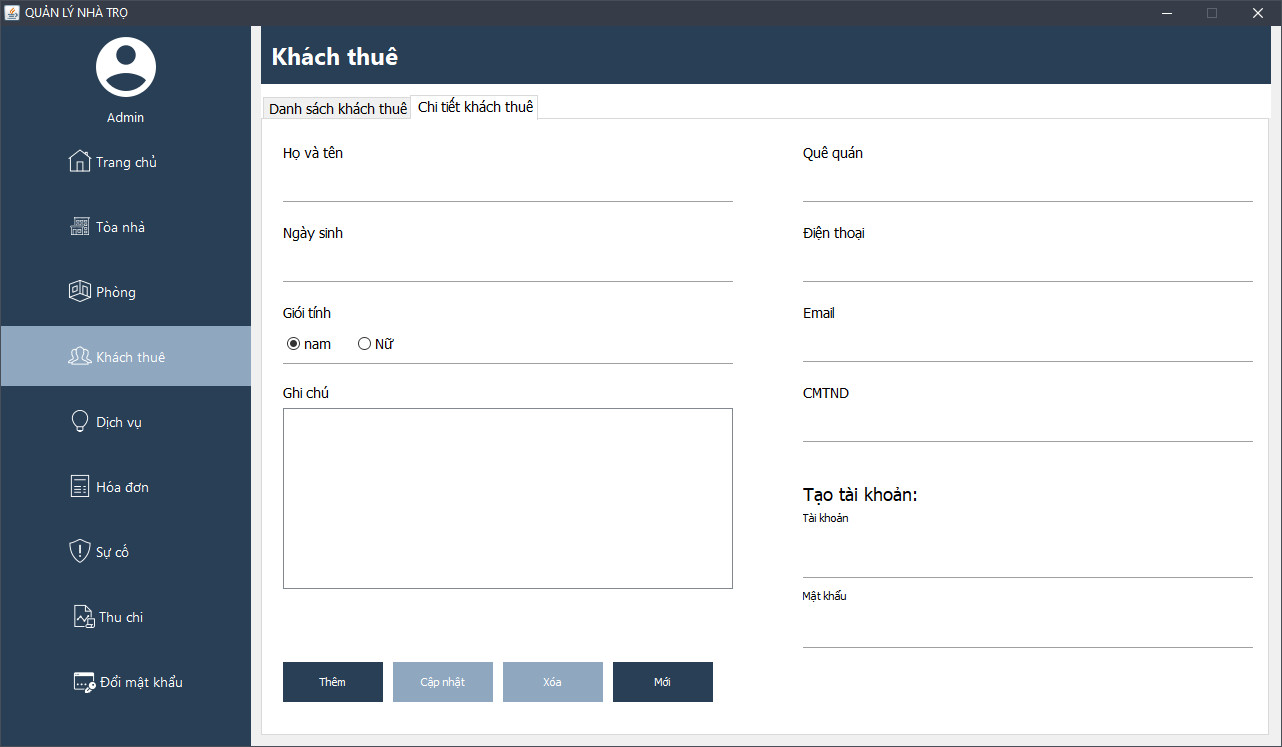 QUẢN LÝ NHÀ TRỌ
Admin
Trang chủ
Tòa nhà
Phòng
Khách thuê
Dịch vụ
Hóa đơn
Sự cố
Thu chi
Đổi mật khẩu
Khách thuê
Danh sách khách thuê
Chi tiết khách thuê
Họ và tên
Ngày sinh
Giói tính
nam
Nữ
Ghi chú
Quê quán
Điện thoại
Email
CMTND
Tạo tài khoản:
Tài khoản
Mật khẩu
Thêm
Cập nhật
Xóa
Mới